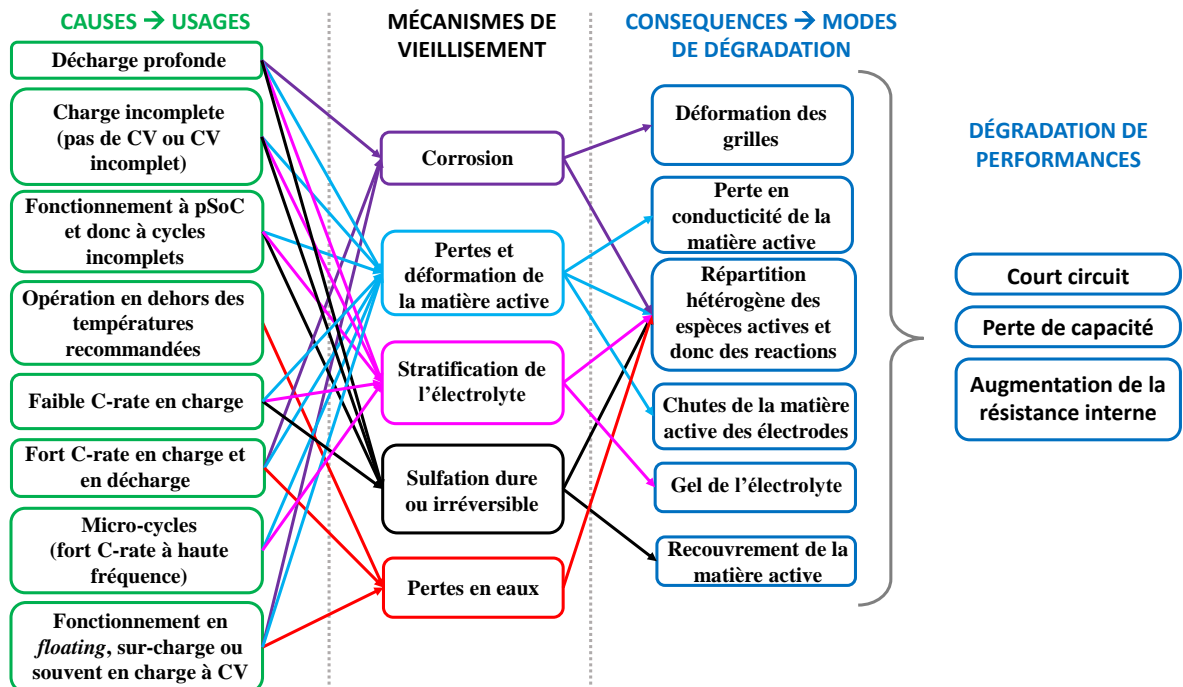 CAUSES → USAGES
Décharge profonde
Charge incomplete
(pas de CV ou CV
incomplet)
Fonctionnement à pSoC
et donc à cycles
incomplets
Opération en dehors des
températures
recommandées
Faible C-rate en charge
Fort C-rate en charge et
en décharge
Micro-cycles
(fort C-rate à haute
fréquence)
Fonctionnement en
floating, sur-charge ou
souvent en charge à CV
MÉCANISMES DE
VIEILLISEMENT
Corrosion
Pertes et
déformation de
la matière active
Stratification de
l’électrolyte
Sulfation dure
ou irréversible
Pertes en eaux
CONSEQUENCES → MODES
DE DÉGRADATION
Déformation des
grilles
Perte en
conducticité de la
matière active
Répartition
hétérogène des
espèces actives et
donc des reactions
Chutes de la matière
active des électrodes
Gel de l’électrolyte
Recouvrement de la
matière active
DÉGRADATION DE
PERFORMANCES
Court circuit
Perte de capacité
Augmentation de la
résistance interne